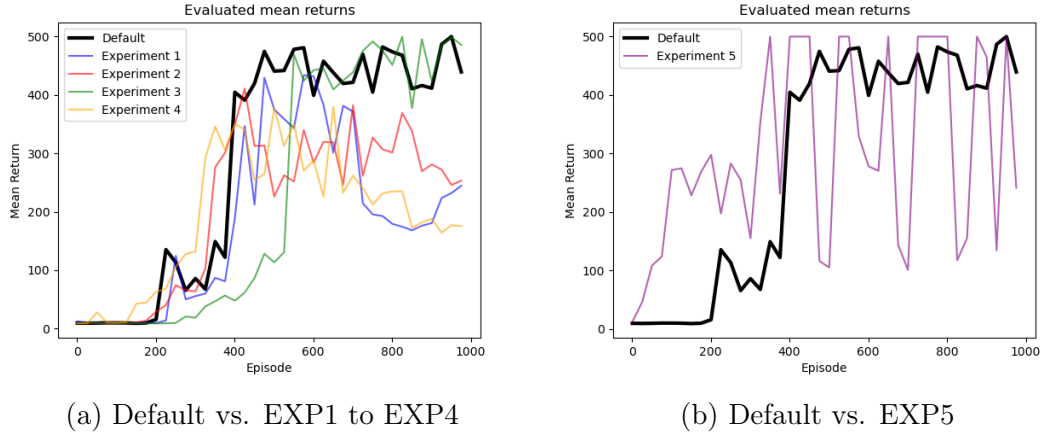 Evaluated mean returns
500
400
300
200
100
0
Mean Return
Default
Experiment 1
Experiment 2
Experiment 3
Experiment 4
0
200
400
600
800
1000
Episode
(a) Default vs. EXP1 to EXP4
Evaluated mean returns
500
400
300
200
100
0
Mean Return
Default
Experiment 5
0
200
400
600
800
1000
Episode
(b) Default vs. EXP5